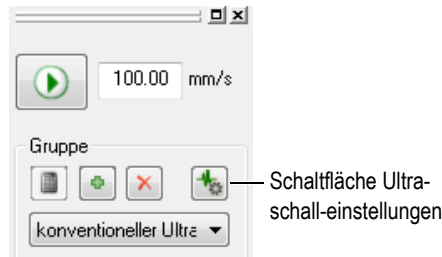 100.00 mm/s
Gruppe
Schaltfläche Ultra-
schall-einstellungen
konventioneller Ultra